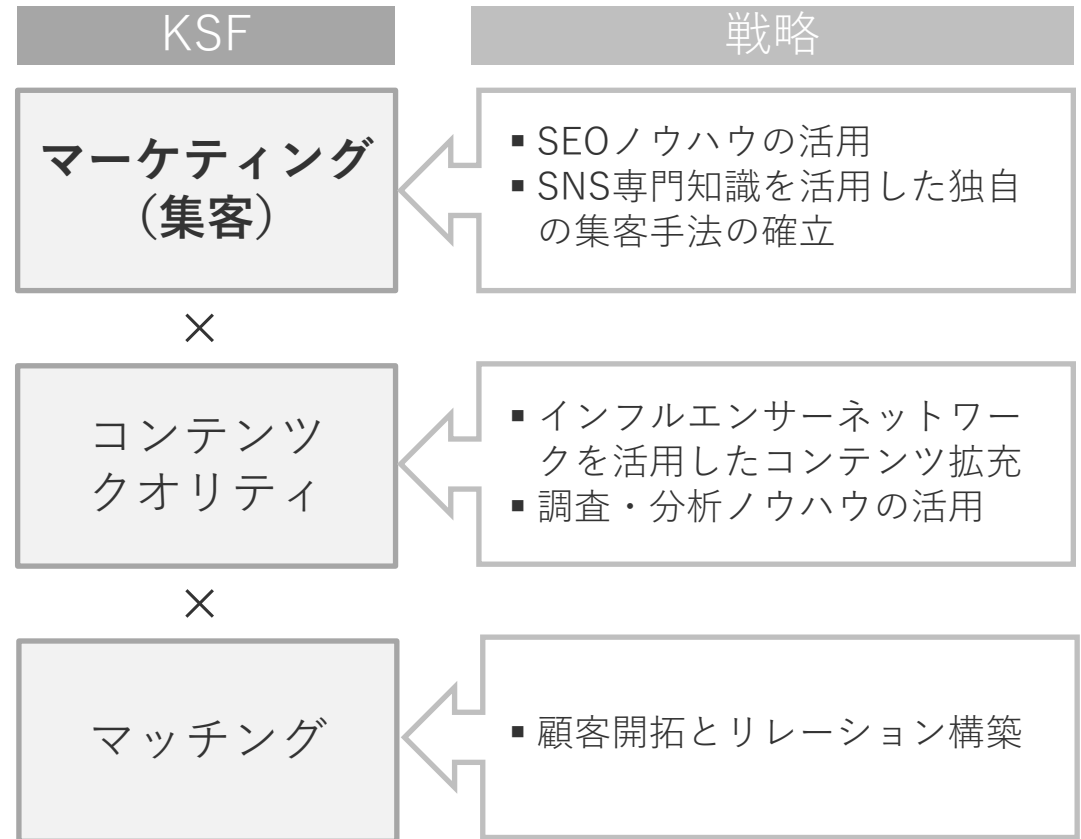 KSF
戦略
マーケティング
（集客）
▪ SEOノウハウの活用
▪ SNS専門知識を活用した独自
の集客手法の確立
×
コンテンツ
クオリティ
▪ インフルエンサーネットワー
クを活用したコンテンツ拡充
▪ 調査・分析ノウハウの活用
×
マッチング
▪ 顧客開拓とリレーション構築